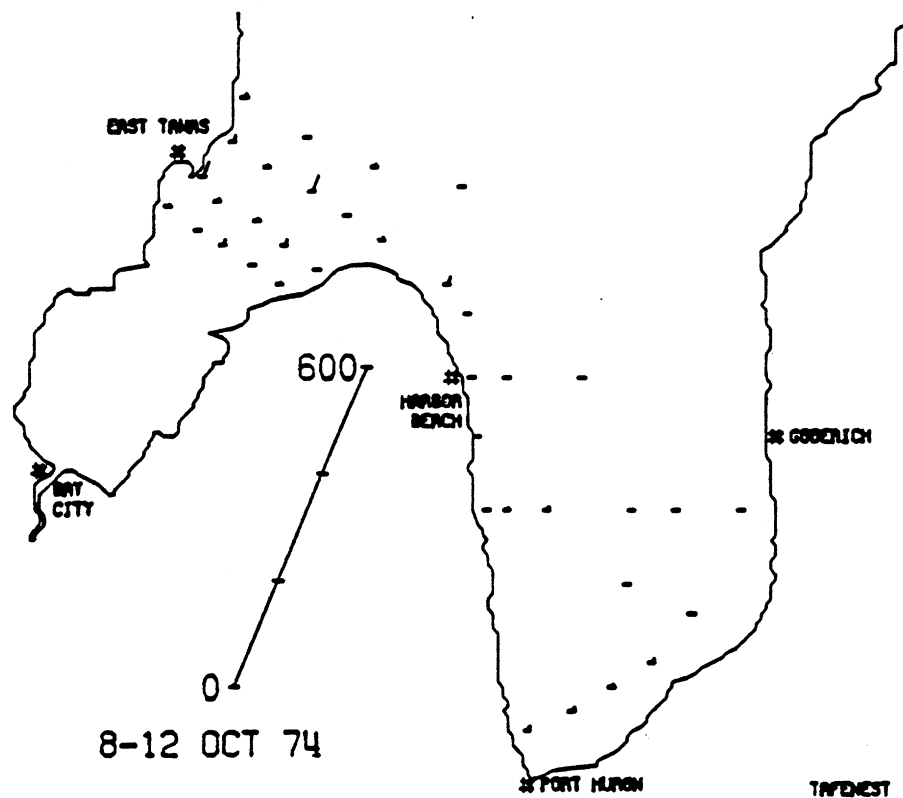 EAST TAWAS
600
HARBOR
BEACH
GODERICH
BAY
CITY
0
8-12 OCT 74
PORT HURON